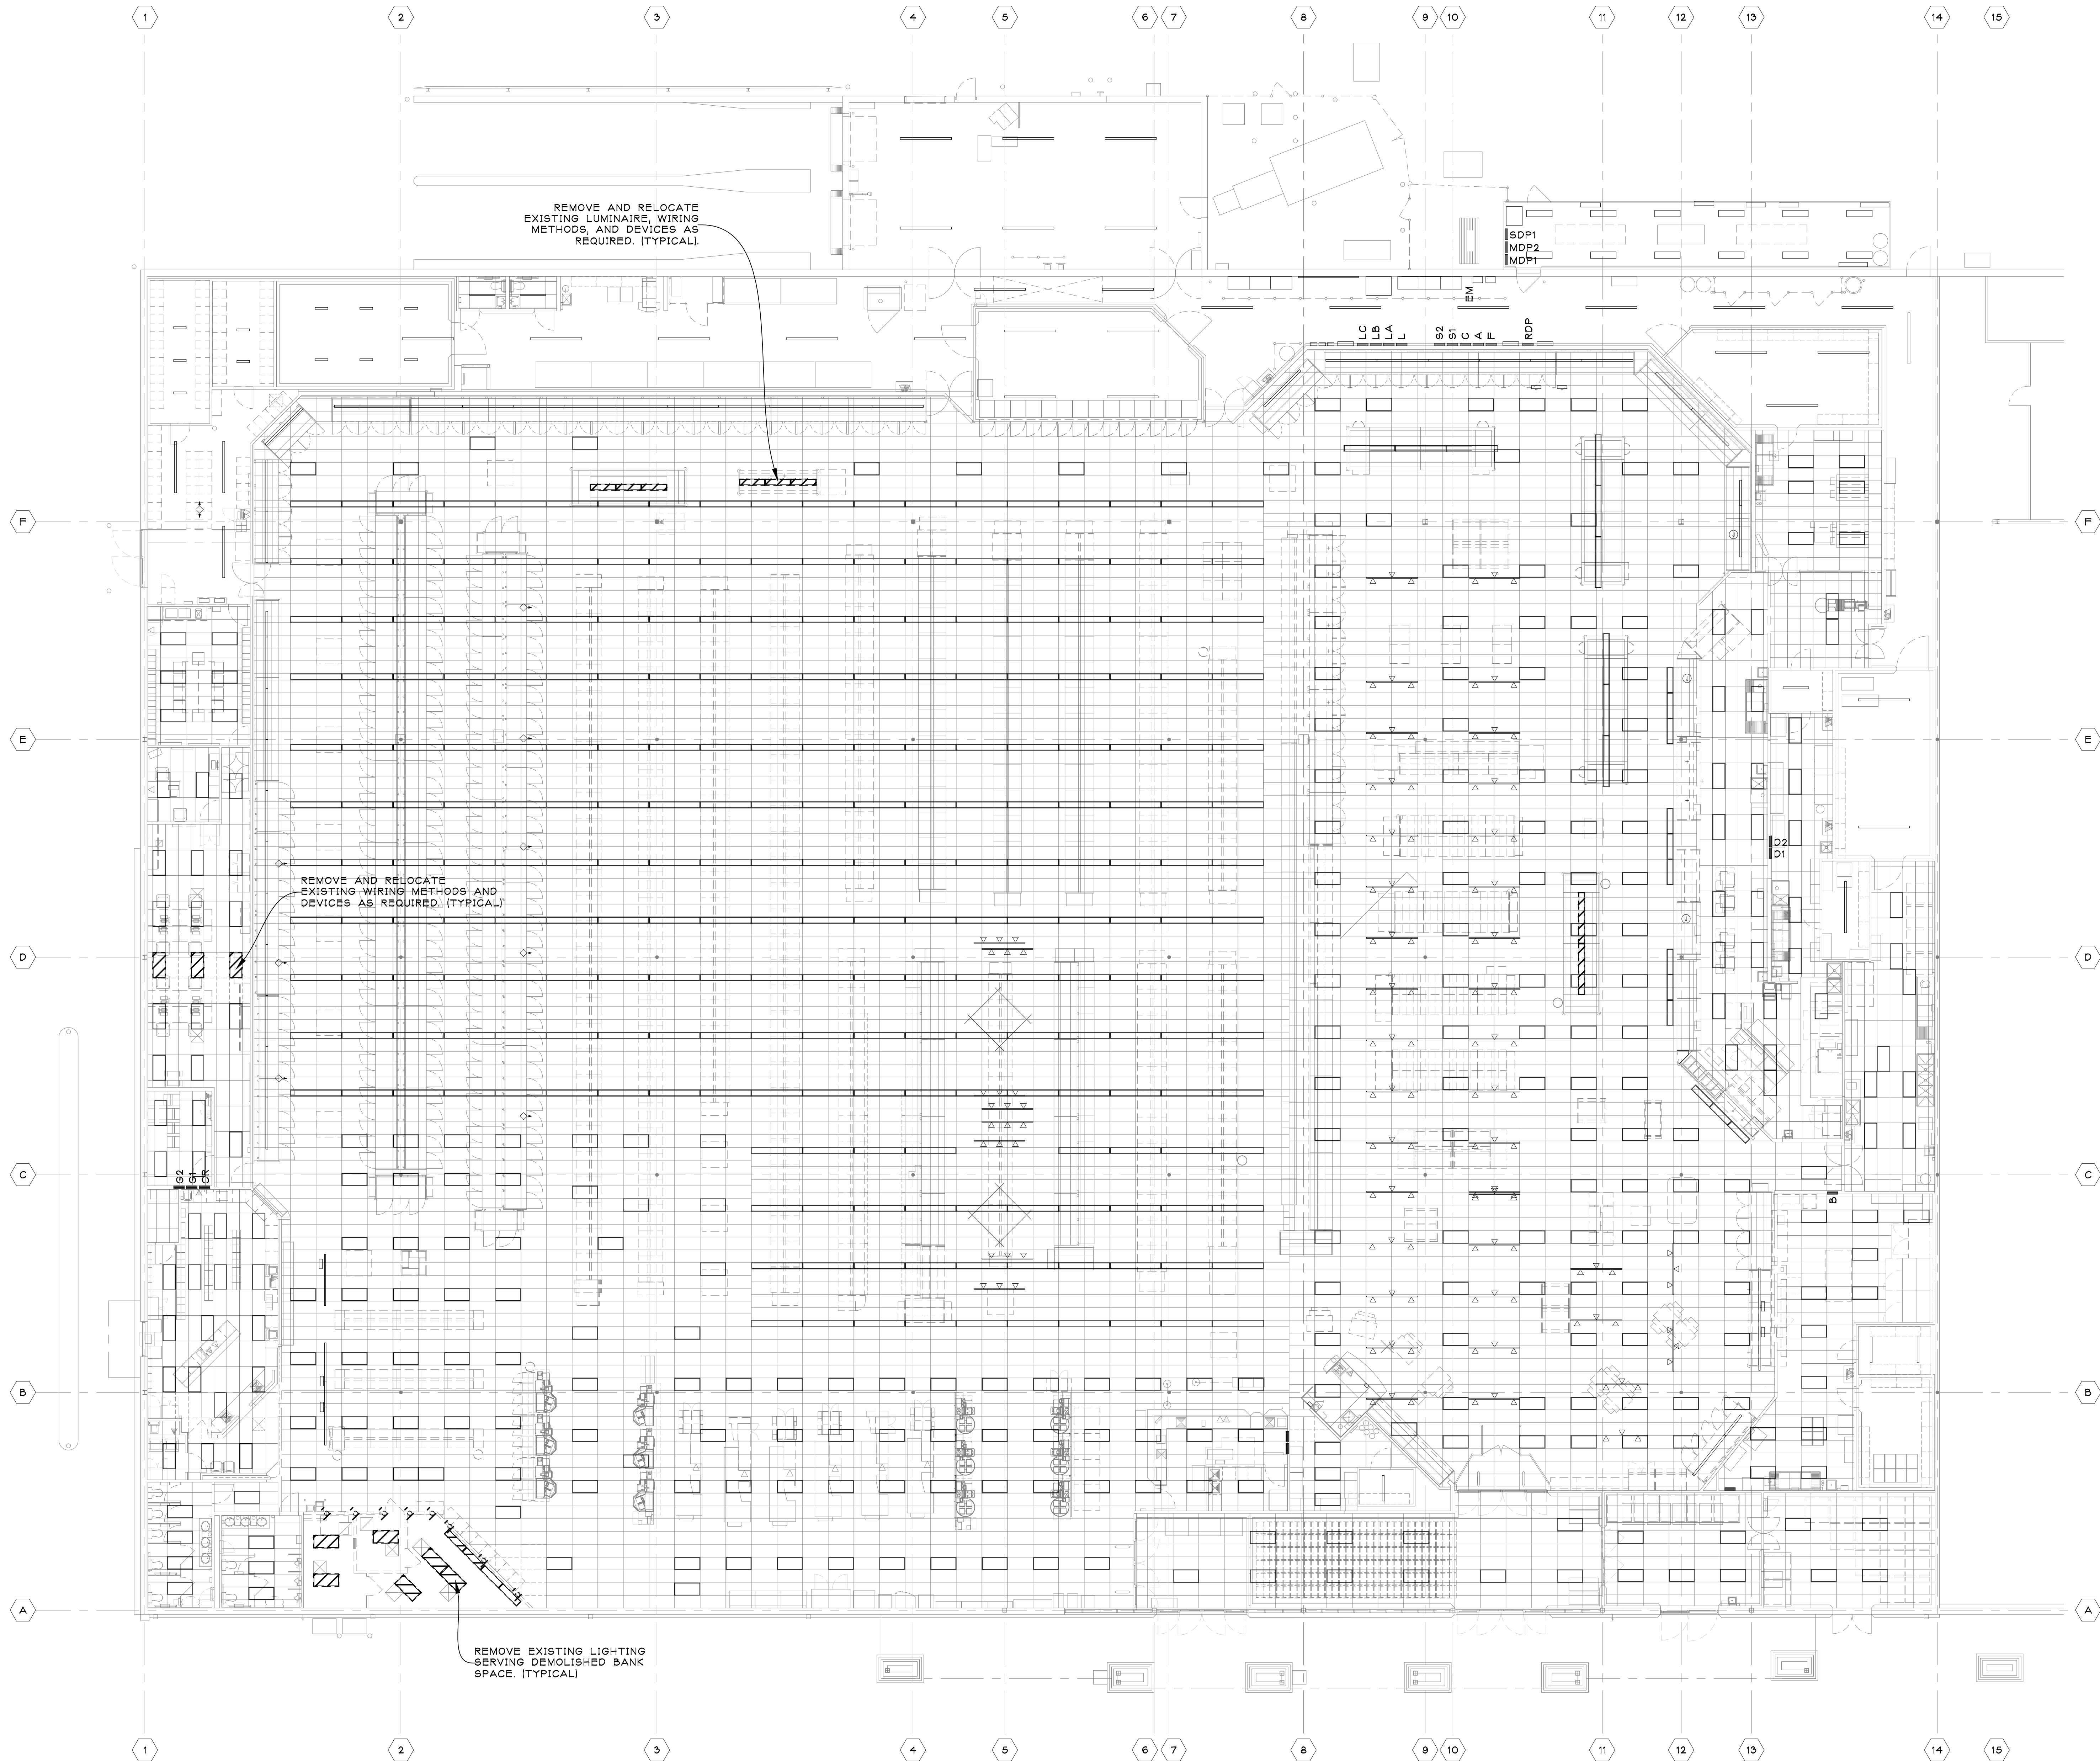 1 2 3 4 5 6 7 8 9 10 11 12 13 14 15
REMOVE AND RELOCATE
EXISTING LUMINAIRE, WIRING
METHODS, AND DEVICES AS
REQUIRED. (TYPICAL).
SDP1
MDP2
MDP1
EM
LC
LB
LA
L
S2
S1
C
A
F
RDP
F F
J
J
E E
D2
D1
REMOVE AND RELOCATE
EXISTING WIRING METHODS AND
DEVICES AS REQUIRED. (TYPICAL)
J
D D
C C
G2
G1
CR
B
B B
A A
REMOVE EXISTING LIGHTING
SERVING DEMOLISHED BANK
SPACE. (TYPICAL)
1 2 3 4 5 6 7 8 9 10 11 12 13 14 15